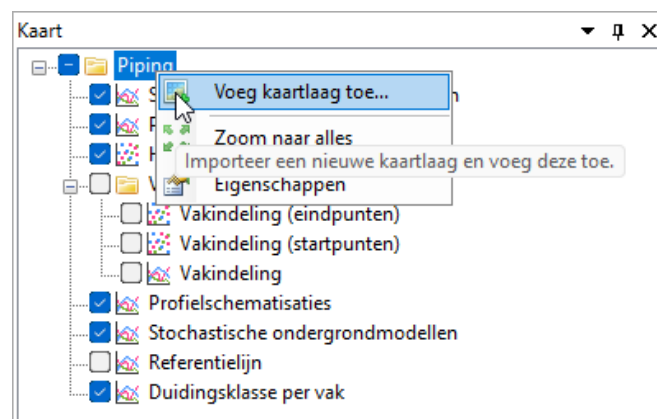 Kaart
Piping
S
Voeg kaartlaag toe...
Zoom naar alles
H
Importeer een nieuwe kaartlaag en voeg deze toe.
V
Eigenschappen
Vakindeling (eindpunten)
Vakindeling (startpunten)
Vakindeling
Profielschematisaties
Stochastische ondergrondmodellen
Referentielijn
Duidingsklasse per vak